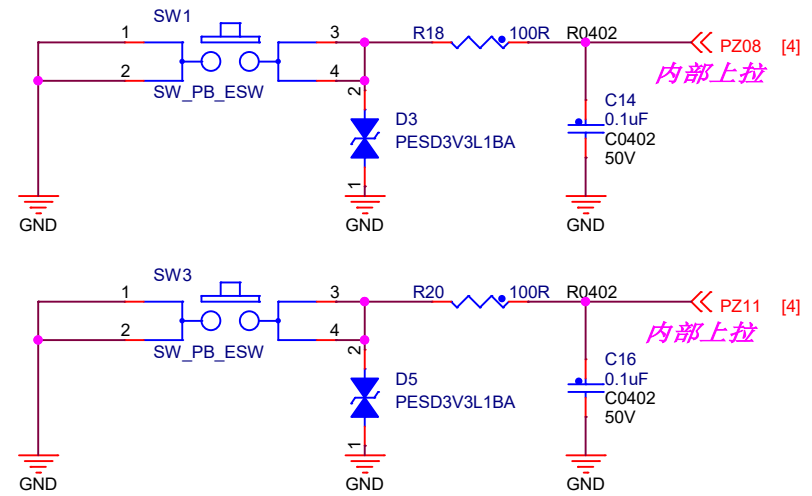 SW1
1
3
R18
100R
R0402
PZ08
[4]
内部上拉
2
4
SW_PB_ESW
2
D3
PESD3V3L1BA
C14
0.1uF
C0402
50V
1
GND
GND
GND
SW3
1
3
R20
100R
R0402
PZ11
[4]
内部上拉
2
4
SW_PB_ESW
2
D5
PESD3V3L1BA
C16
0.1uF
C0402
50V
1
GND
GND
GND